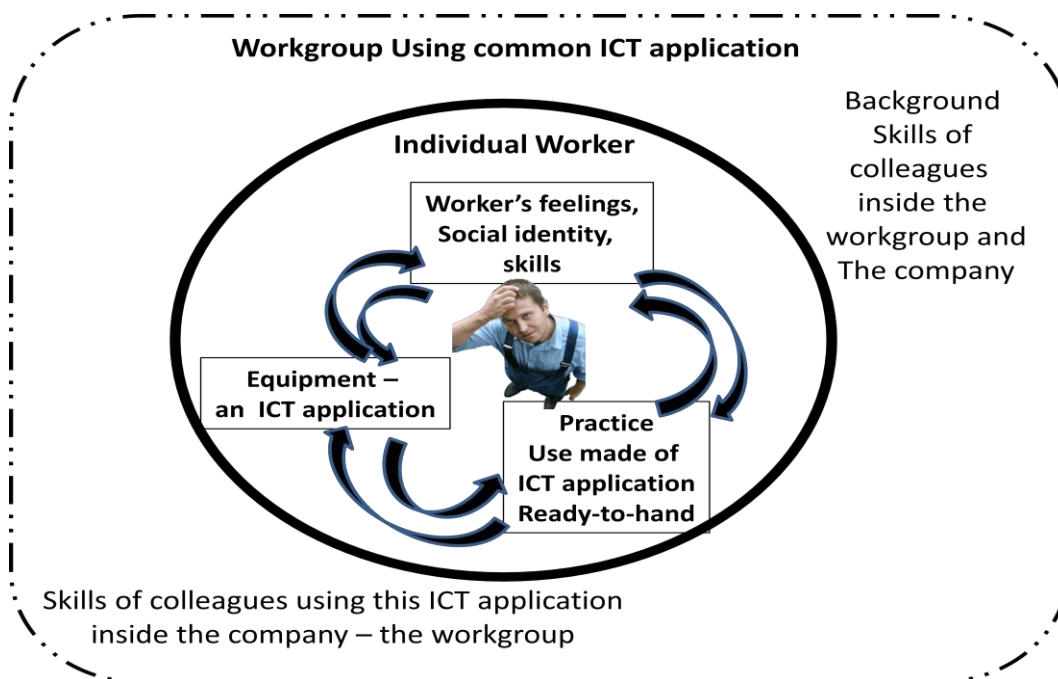 Workgroup Using common ICT application
Background
Skills of
colleagues
inside the
workgroup and
The company
Individual Worker
Worker’s feelings,
Social identity,
skills
Equipment –
an  ICT application
Practice
Use made of
ICT application
Ready-to-hand
Skills of colleagues using this ICT application
inside the company – the workgroup